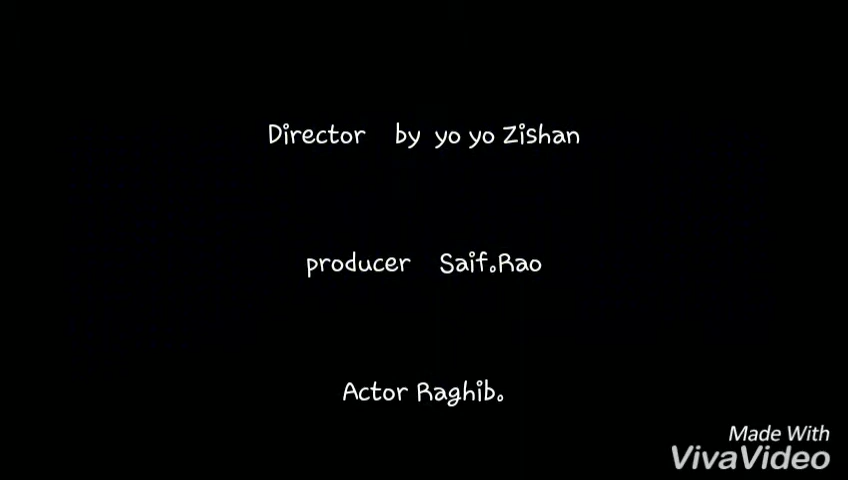 Director by yo yo Zishan
producer Saif.Rao
Actor Raghib.
Made With
VivaVideo